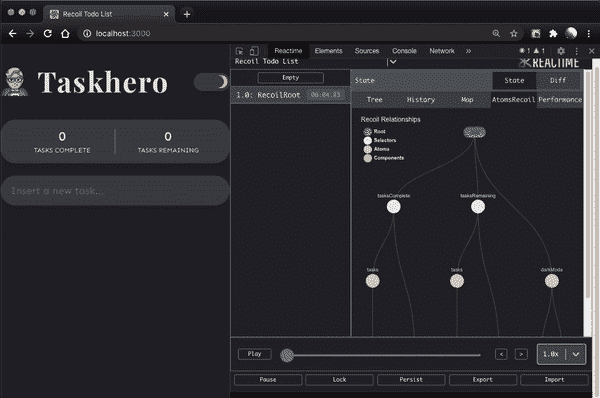 Recoil Todo List
localhost:3000
Reactime
Elements
Sources
Console
Network
»
1
1
Recoil Todo List
REACTIME
Taskhero
Empty
State
State
Diff
1.0: RecoilRoot
06:04.83
Tree
History
Map
AtomsRecoil
Performance
Recoil Relationships
Root
Selectors
Atoms
Components
0
TASKS COMPLETE
0
TASKS REMAINING
Insert a new task...
tasksComplete
tasksRemaining
tasks
tasks
darkMode
Play
<
>
1.0x
Pause
Lock
Persist
Export
Import